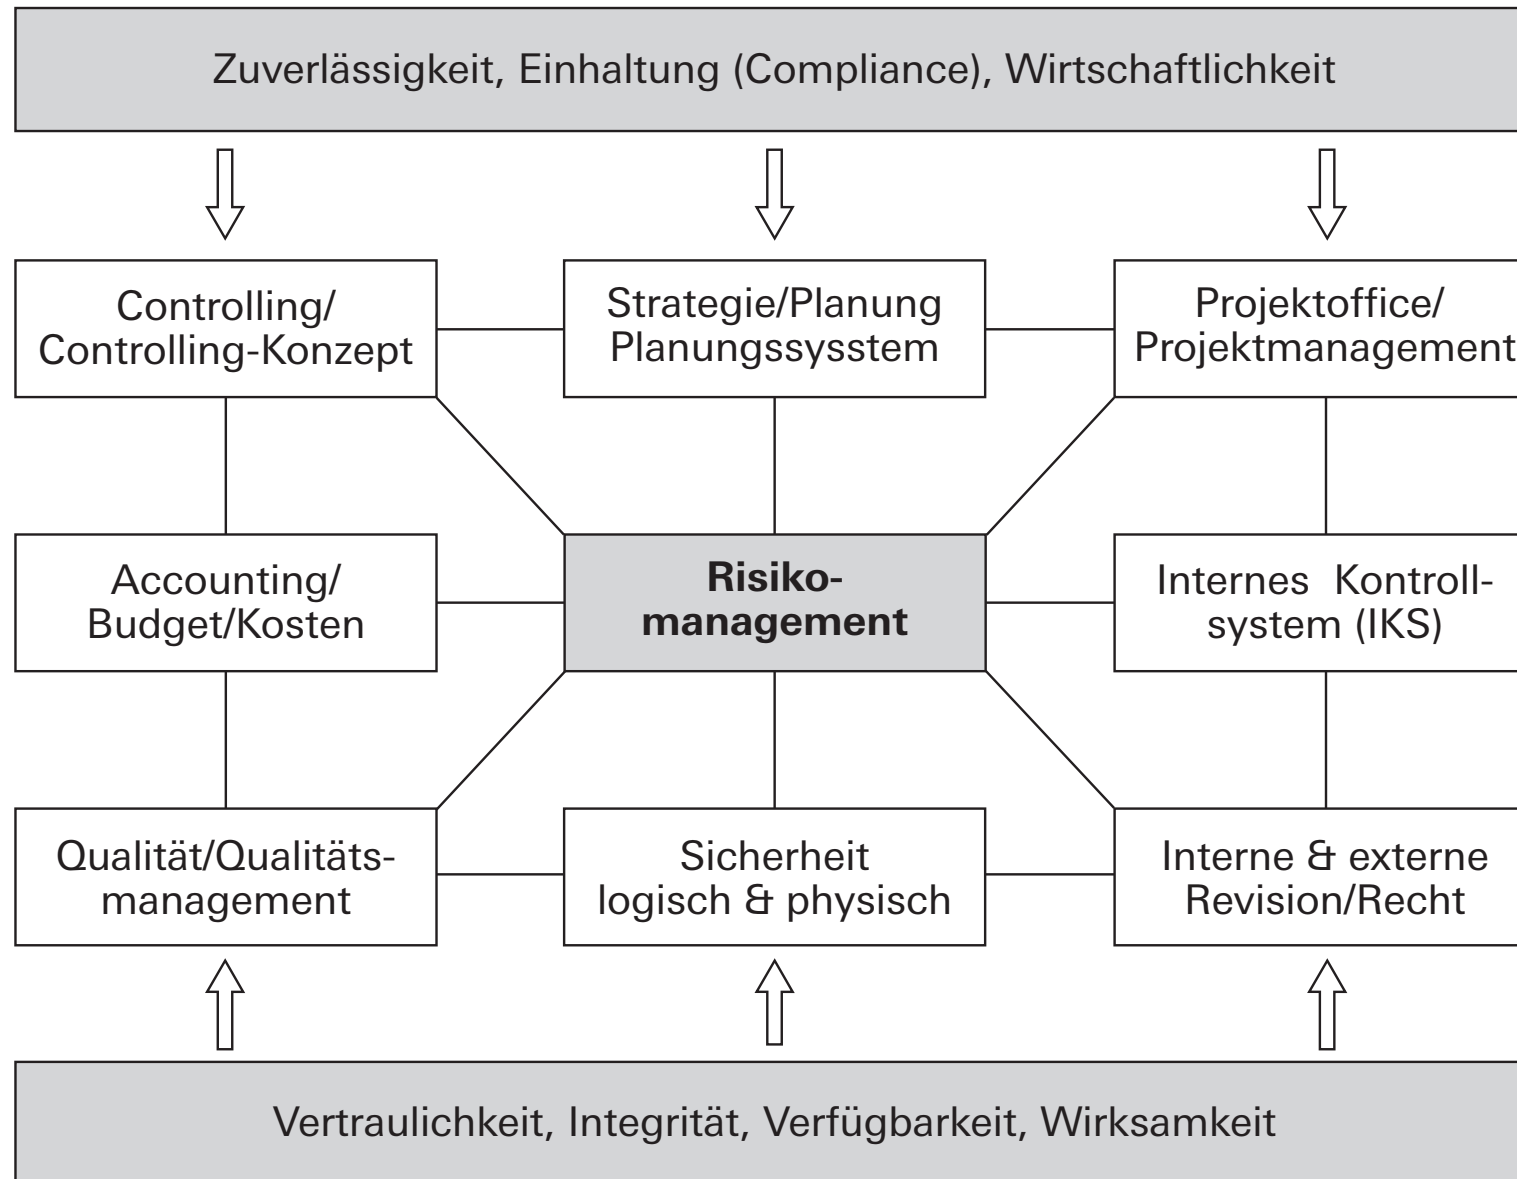 Zuverlässigkeit, Einhaltung (Compliance), Wirtschaftlichkeit
Controlling/
Controlling-Konzept
Strategie/Planung
Planungssysstem
Projektoffice/
Projektmanagement
Accounting/
Budget/Kosten
Risiko-
management
Internes Kontroll-
system (IKS)
Qualität/Qualitäts-
management
Sicherheit
logisch & physisch
Interne & externe
Revision/Recht
Vertraulichkeit, Integrität, Verfügbarkeit, Wirksamkeit